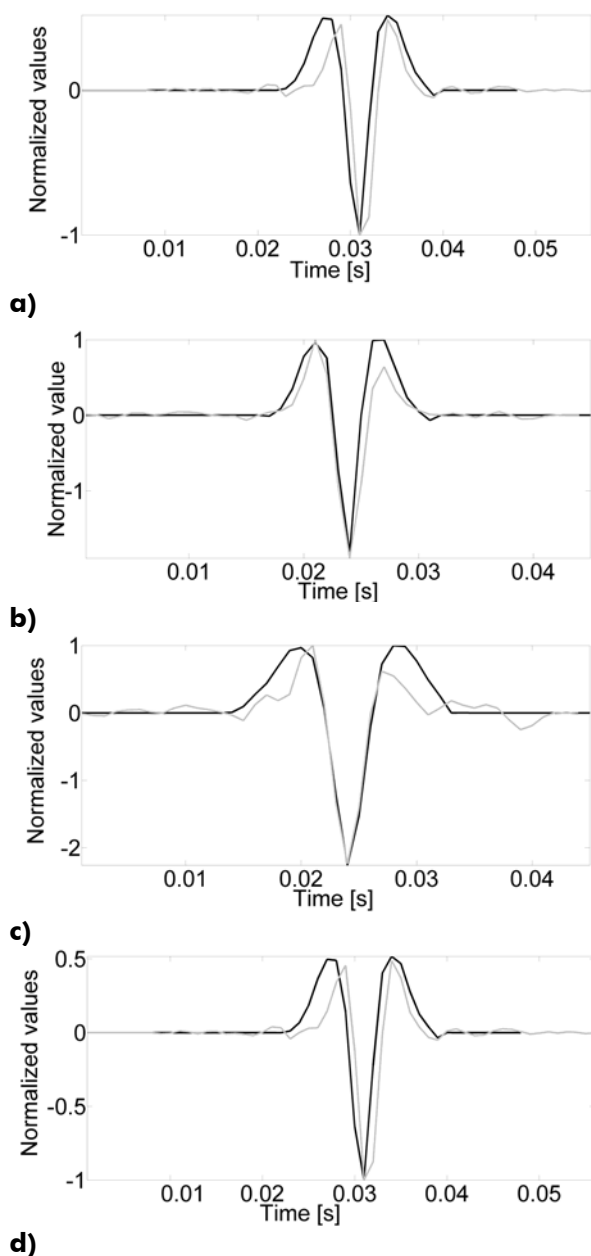 Normalized values
0
-1
0.01 0.02 0.03 0.04 0.05
Time [s]
a)
Normalized value
1
0
-1
0.01 0.02 0.03 0.04
Time [s]
b)
Normalized values
1
0
-1
-2
0.01 0.02 0.03 0.04
Time [s]
c)
Normalized values
0.5
0
-0.5
-1
0.01 0.02 0.03 0.04 0.05
Time [s]
d)